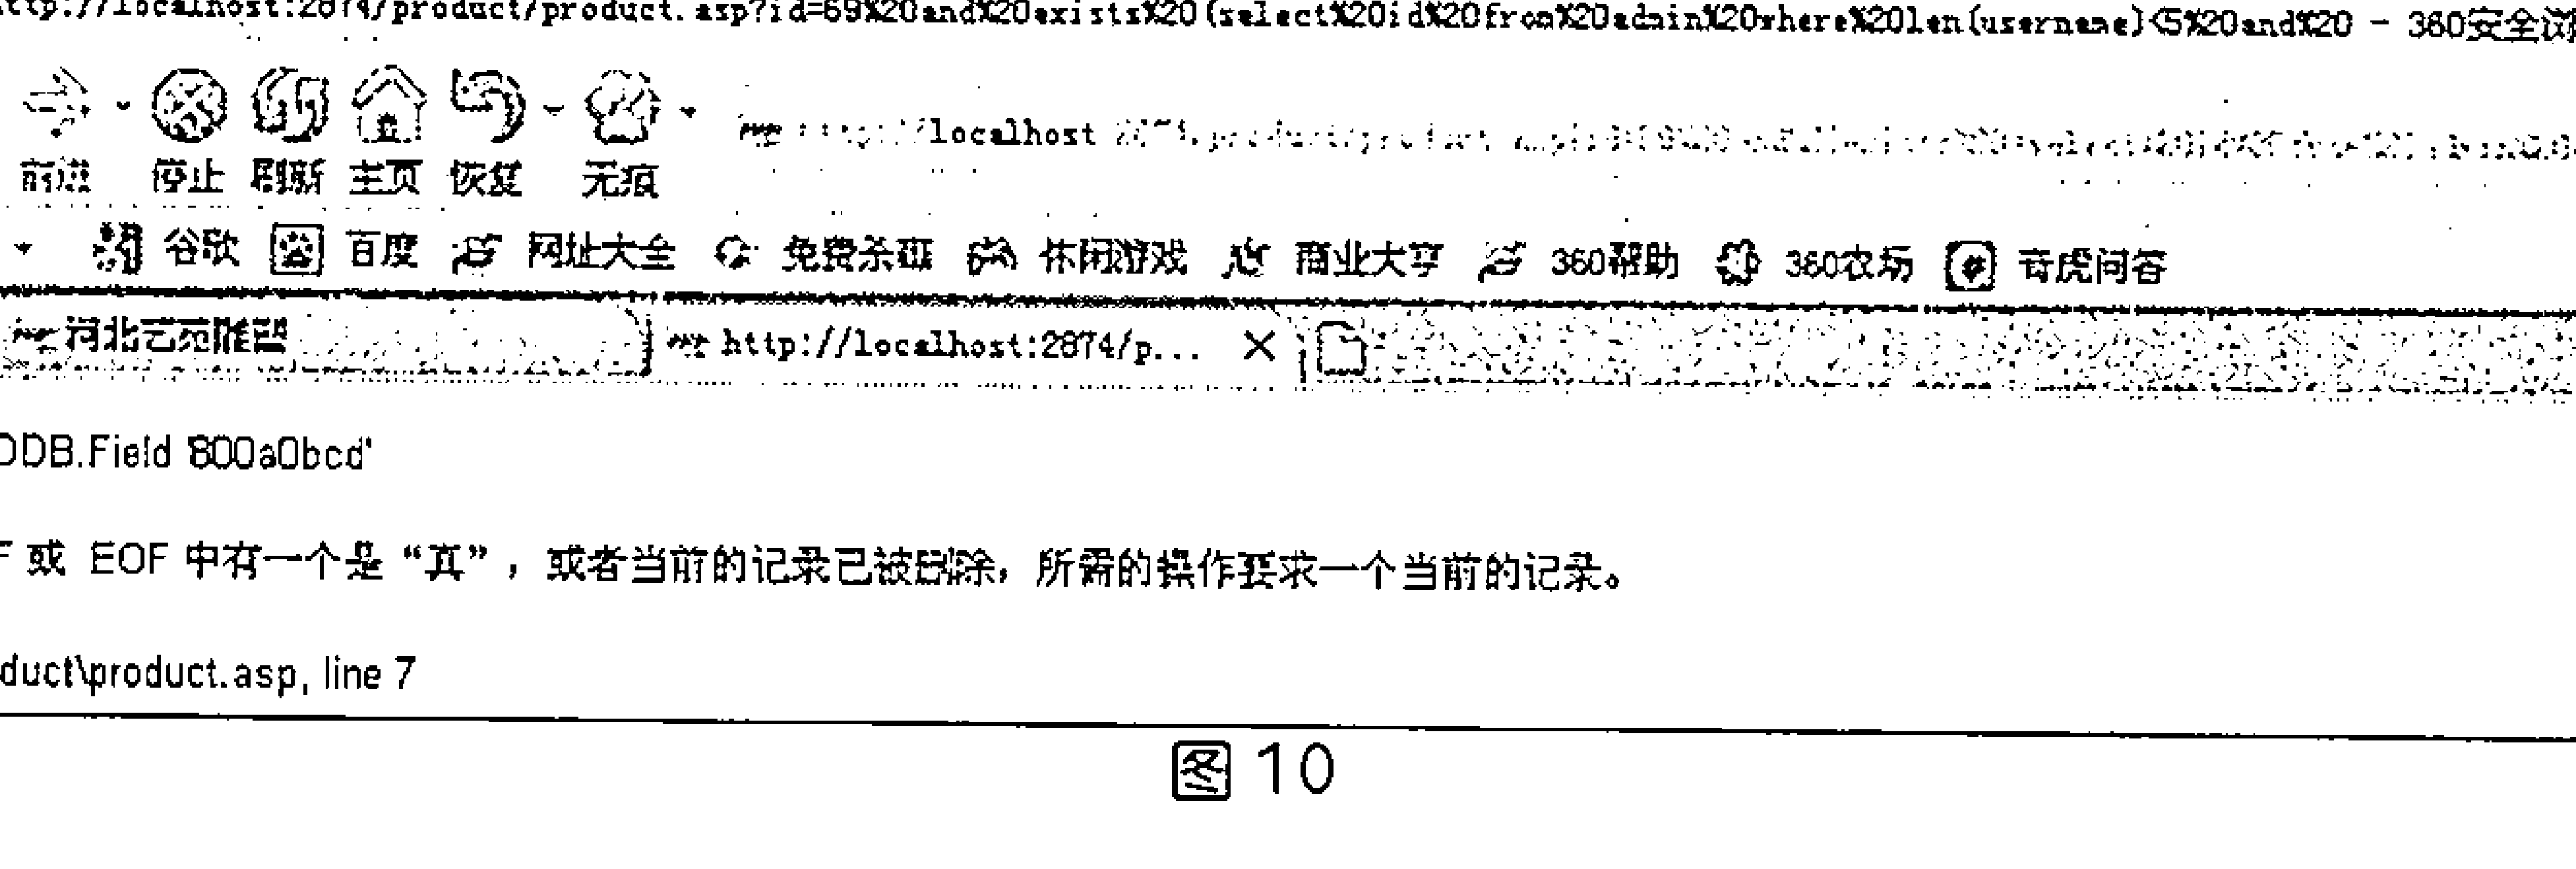 ttp://localhost:2874/product/product.asp?id=69%20and%20exists%20(select%20id%20from%20admin%20where%20len(username)<5%20and%20 - 360安全浏
localhost
前进 停止 刷新 主页 恢复 无痕
谷歌 百度 网址大全 免费杀毒 休闲游戏 商业大亨 360帮助 360农场 奇虎问答
河北 http://localhost:2874/p...
DDB.Field '800a0bcd'
F 或 EOF 中有一个是“真”，或者当前的记录已被删除，所需的操作要求一个当前的记录。
duct\product.asp, line 7
图10